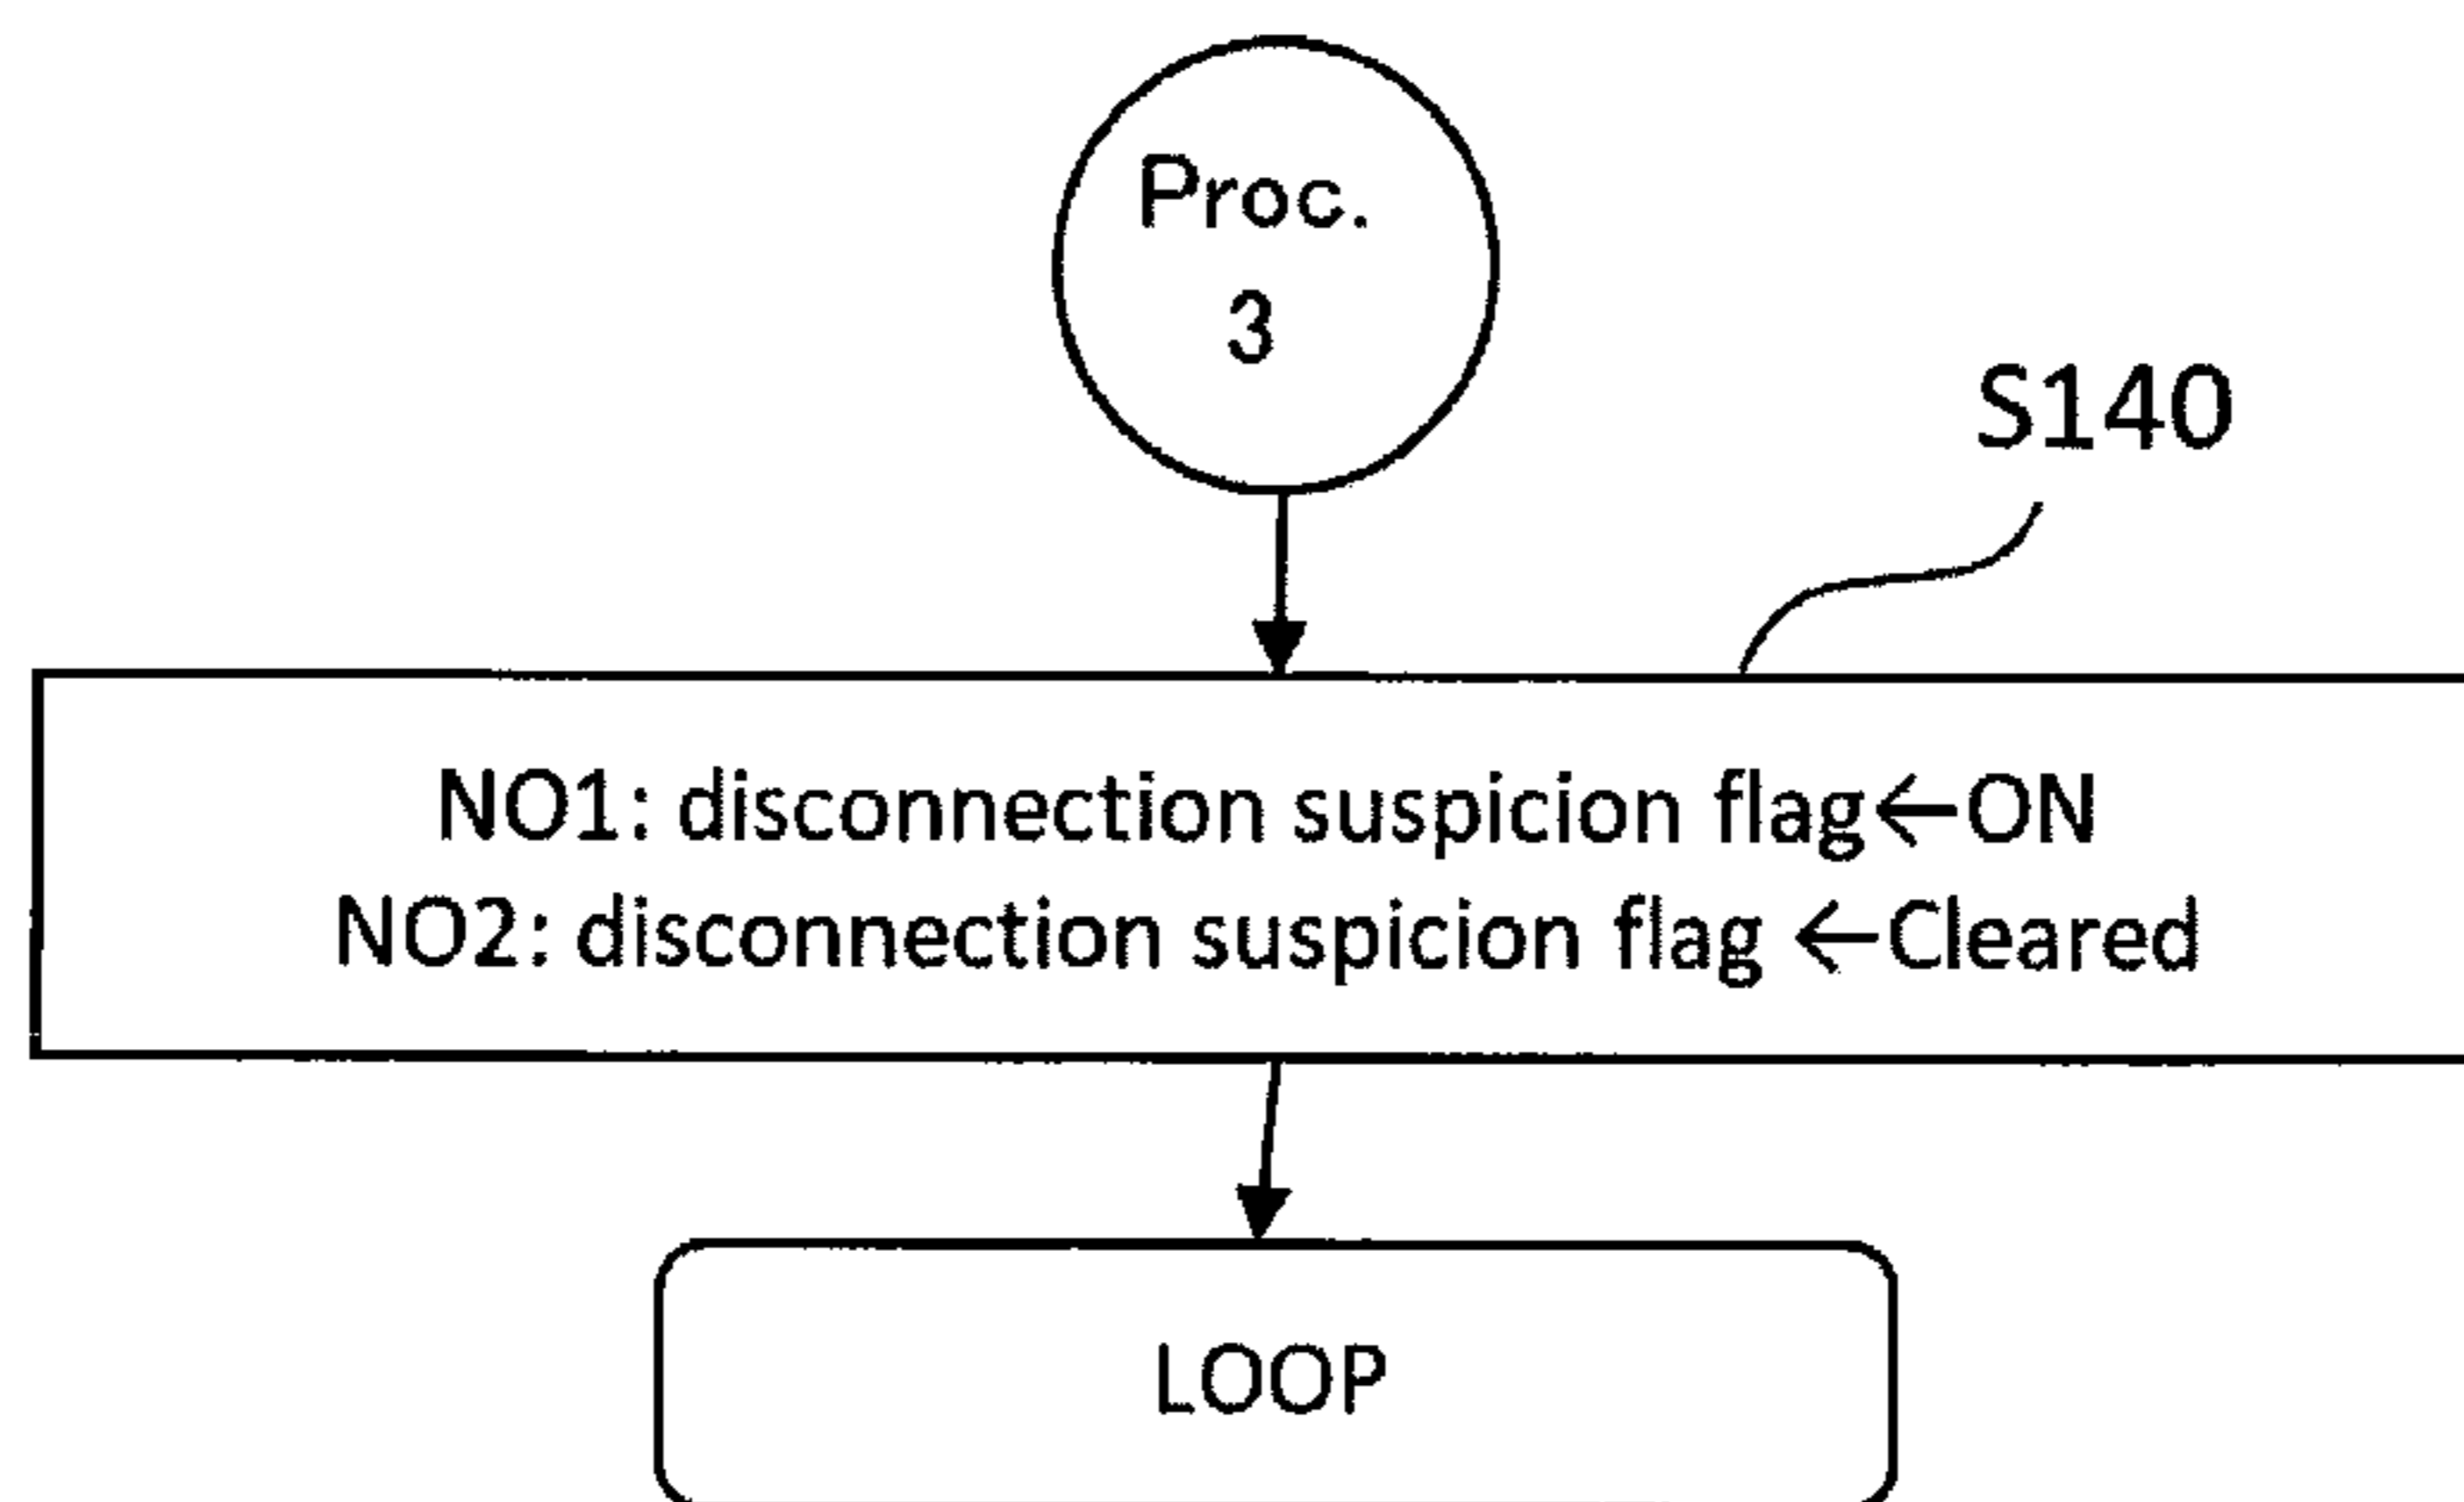 Proc.
3
S140
NO1: disconnection suspicion flag←ON
NO2: disconnection suspicion flag ←Cleared
LOOP